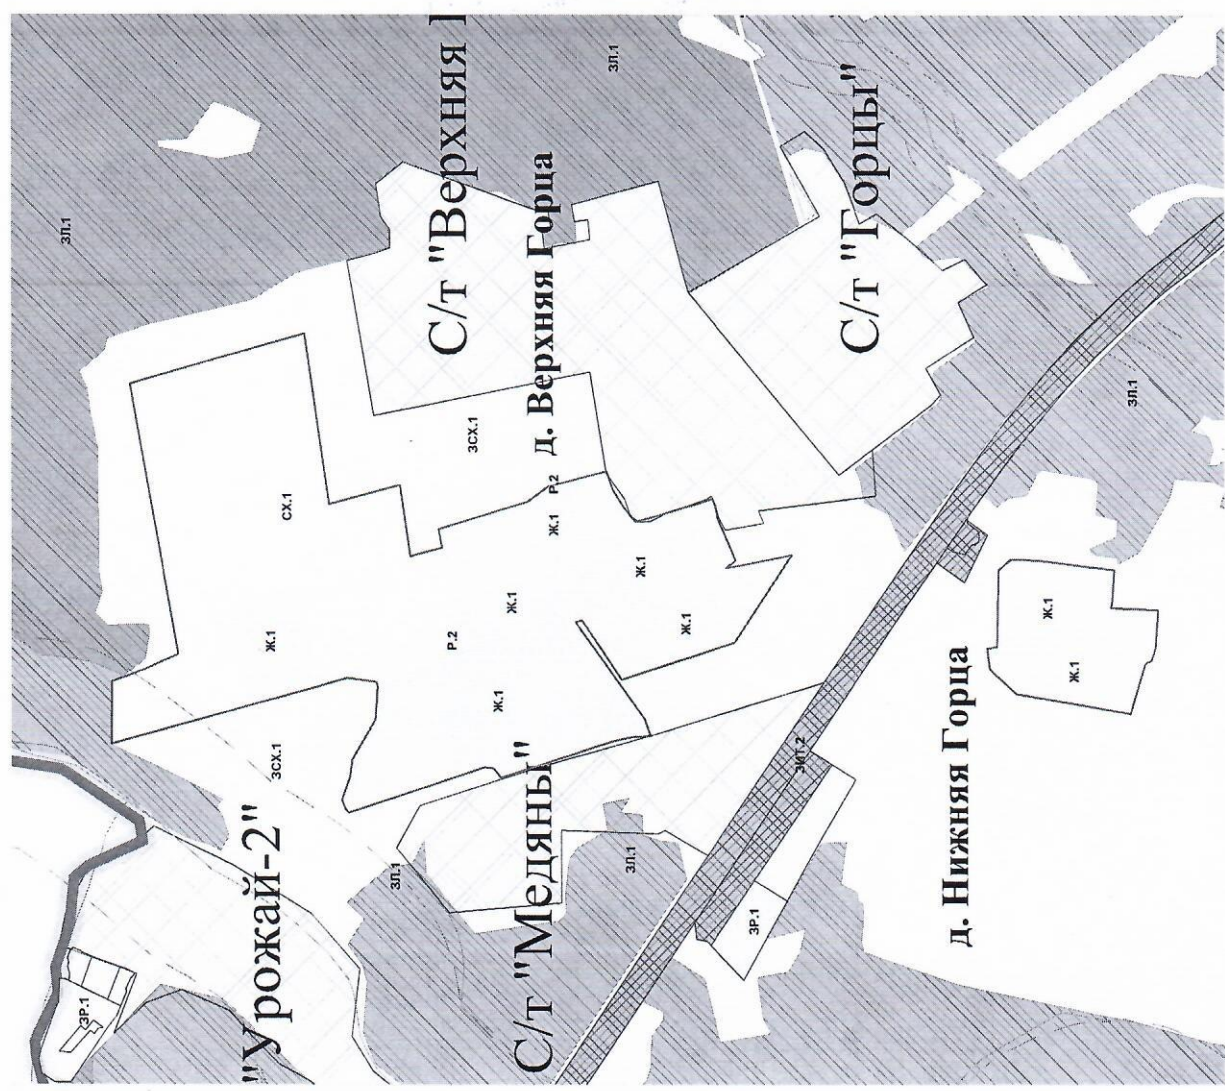 ЗЛ.1
ЗР.1
"Урожай-2"
ЗСХ.1
Ж.1
СХ.1
ЗЛ.1
С/т "Верхняя
Р.2
ЗСХ.1
Ж.1
Ж.1
С/т "Медяны"
д. Верхняя Горца
Ж.1
Р.2
ЗЛ.1
ЗЛ.1
Ж.1
Ж.1
ЗР.1
ЗИТ.2
С/т "Горцы"
д. Нижняя Горца
Ж.1
Ж.1
ЗЛ.1